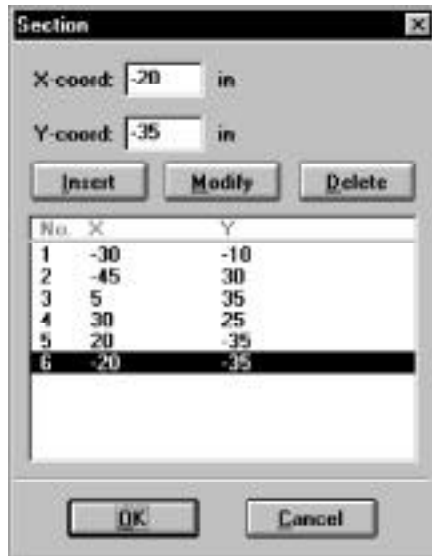 Section
X-coord: -20 in
Y-coord: -35 in
Insert Modify Delete
No. X Y
1 -30 -10
2 -45 30
3 5 35
4 30 25
5 20 -35
6 -20 -35
OK Cancel